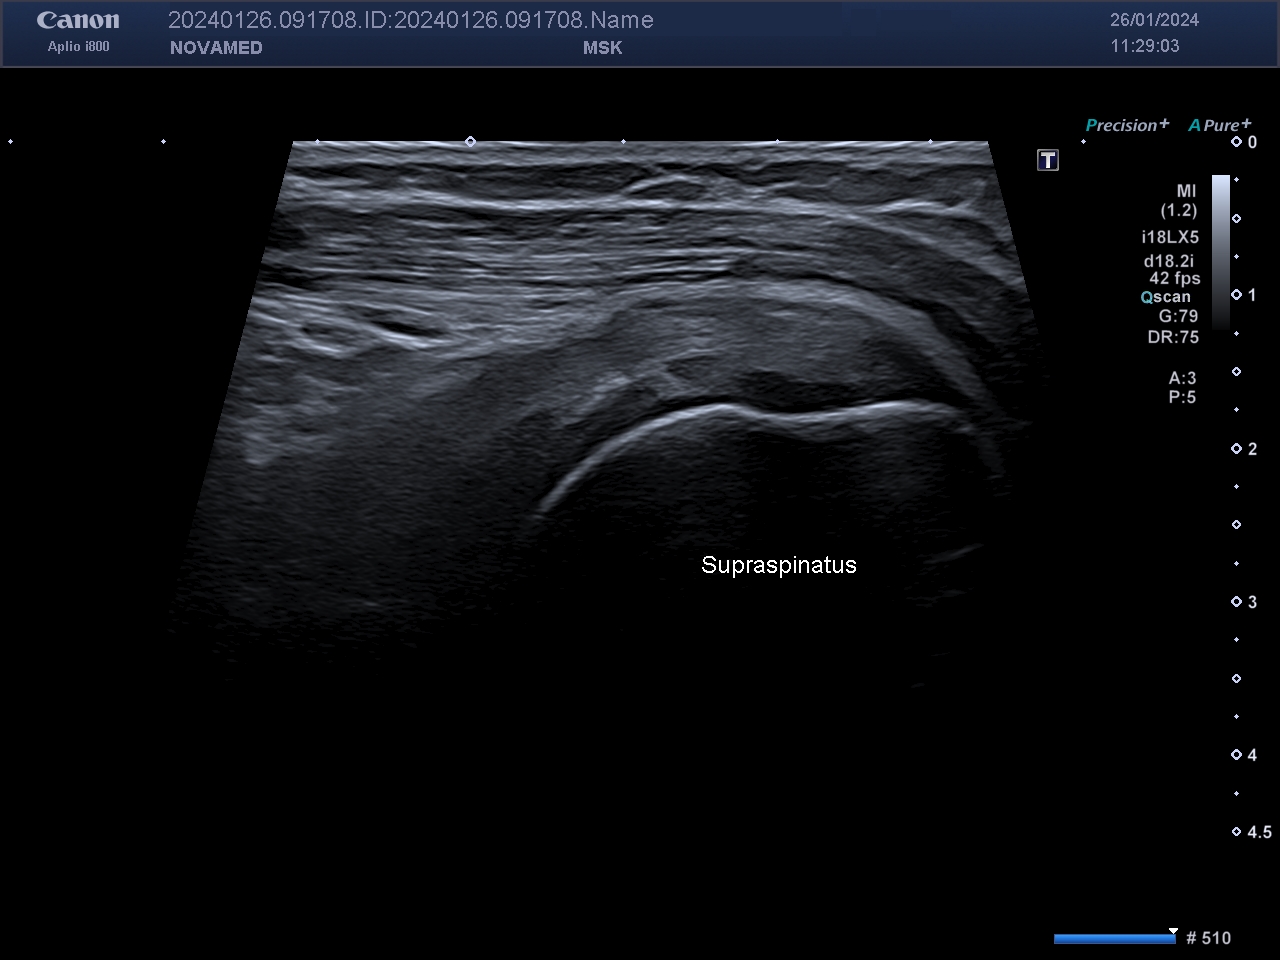 Canon
20240126.091708.ID:20240126.091708.Name
26/01/2024
Aplio i800
NOVAMED
MSK
11:29:03
Precision+ APure+
T
0
MI
(1.2)
i18LX5
d18.2i
42 fps
Qscan
1
G:79
DR:75
A:3
P:5
2
Supraspinatus
3
4
4.5
# 510